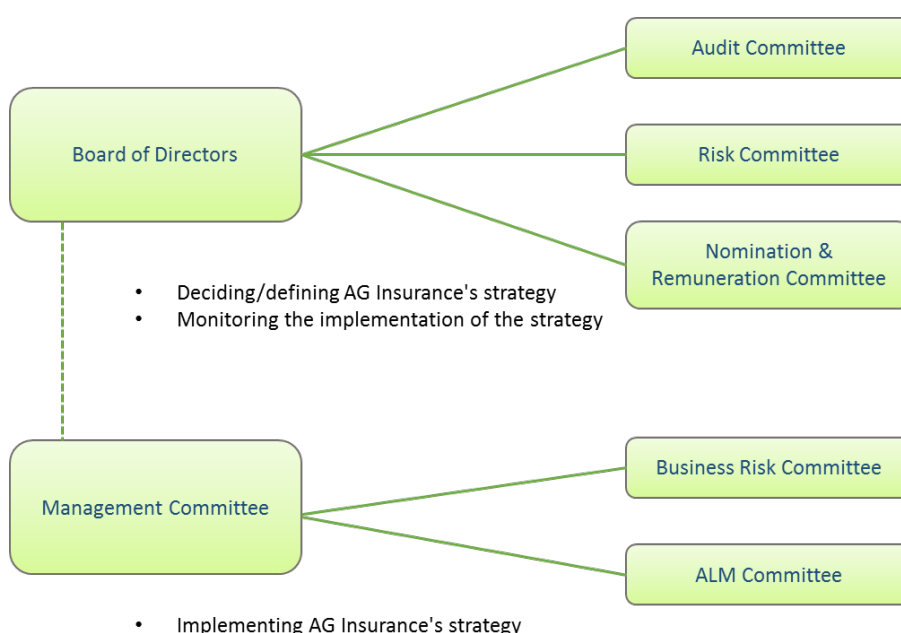 Audit Committee
Board of Directors
Risk Committee
Nomination &
Remuneration Committee
• Deciding/defining AG Insurance's strategy
• Monitoring the implementation of the strategy
Business Risk Committee
Management Committee
ALM Committee
• Implementing AG Insurance's strategy